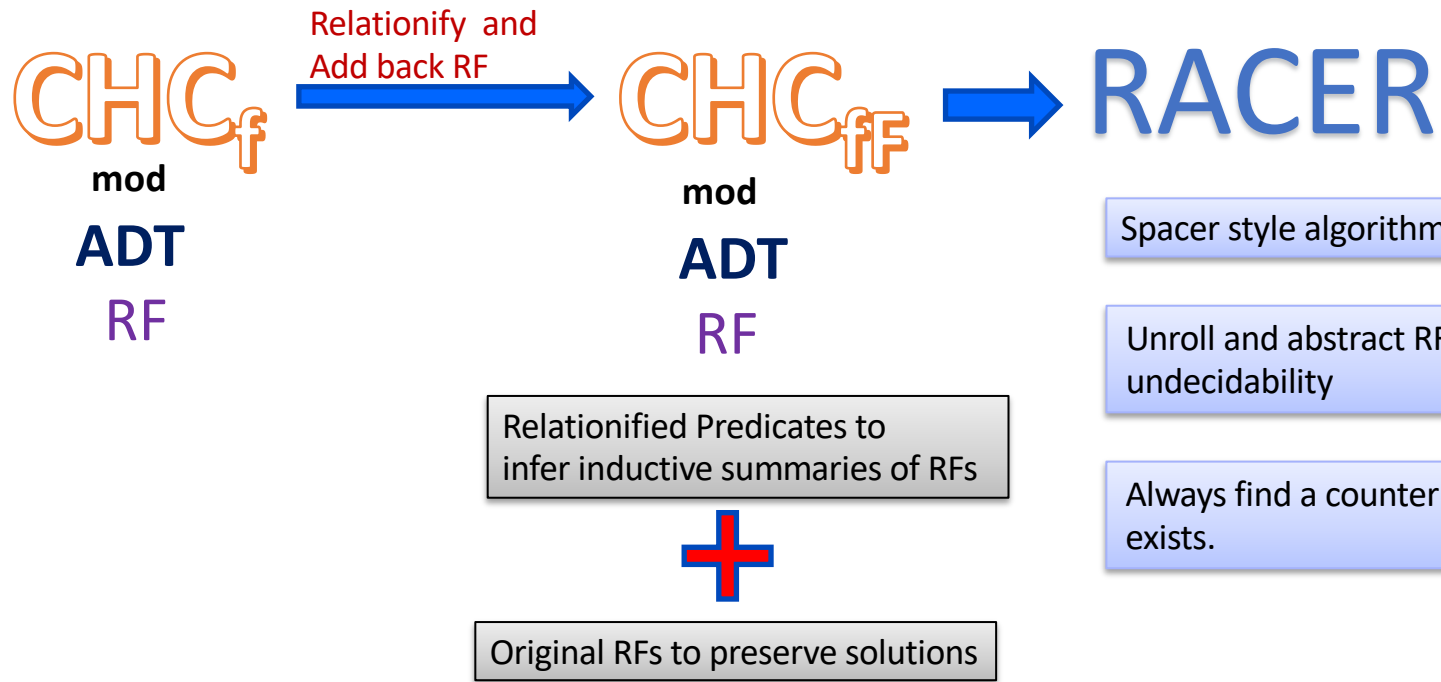 Relationify and
Add back RF
CHCf
mod
ADT
RF
CHCfF
mod
ADT
RF
RACER
Spacer style algorithm
Unroll and abstract RF
undecidability
Always find a counter
exists.
Relationified Predicates to
infer inductive summaries of RFs
Original RFs to preserve solutions